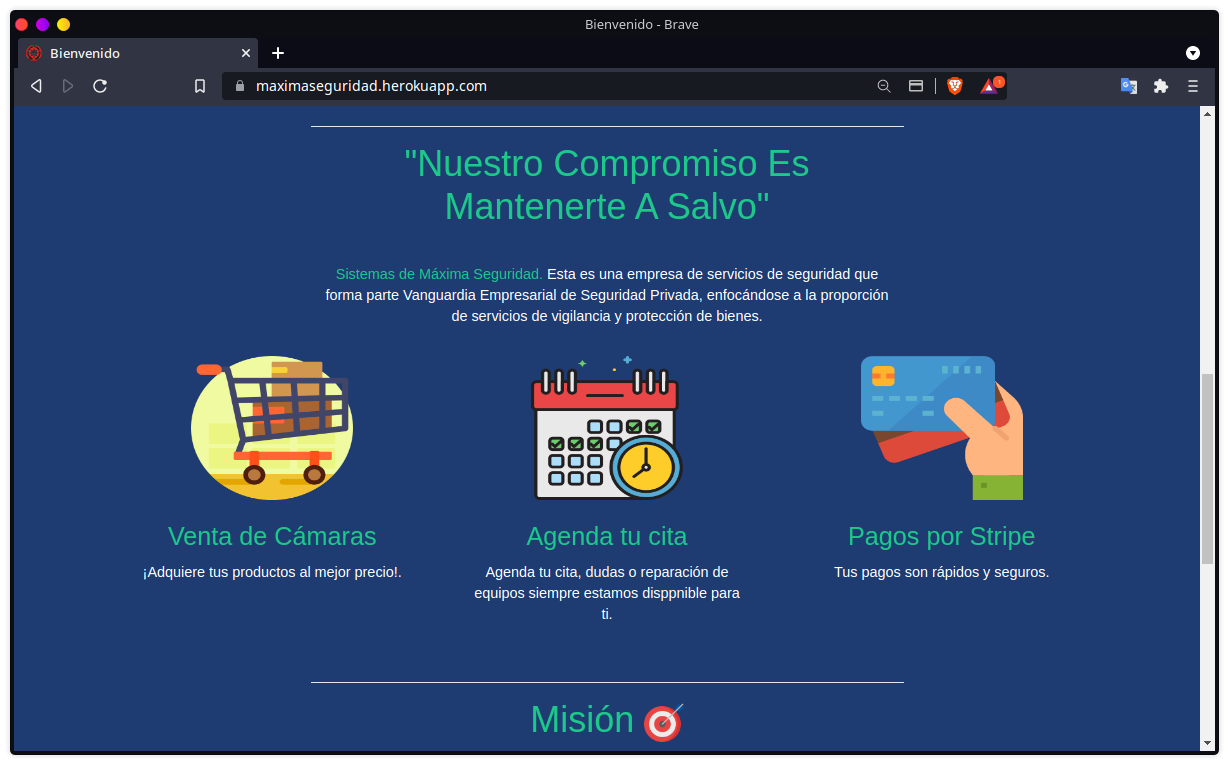 Bienvenido - Brave
Bienvenido
maximaseguridad.herokuapp.com
1
"Nuestro Compromiso Es
Mantenerte A Salvo"
Sistemas de Máxima Seguridad. Esta es una empresa de servicios de seguridad que
forma parte Vanguardia Empresarial de Seguridad Privada, enfocándose a la proporción
de servicios de vigilancia y protección de bienes.
Venta de Cámaras
¡Adquiere tus productos al mejor precio!.
Agenda tu cita
Agenda tu cita, dudas o reparación de
equipos siempre estamos disppnible para
ti.
Pagos por Stripe
Tus pagos son rápidos y seguros.
Misión